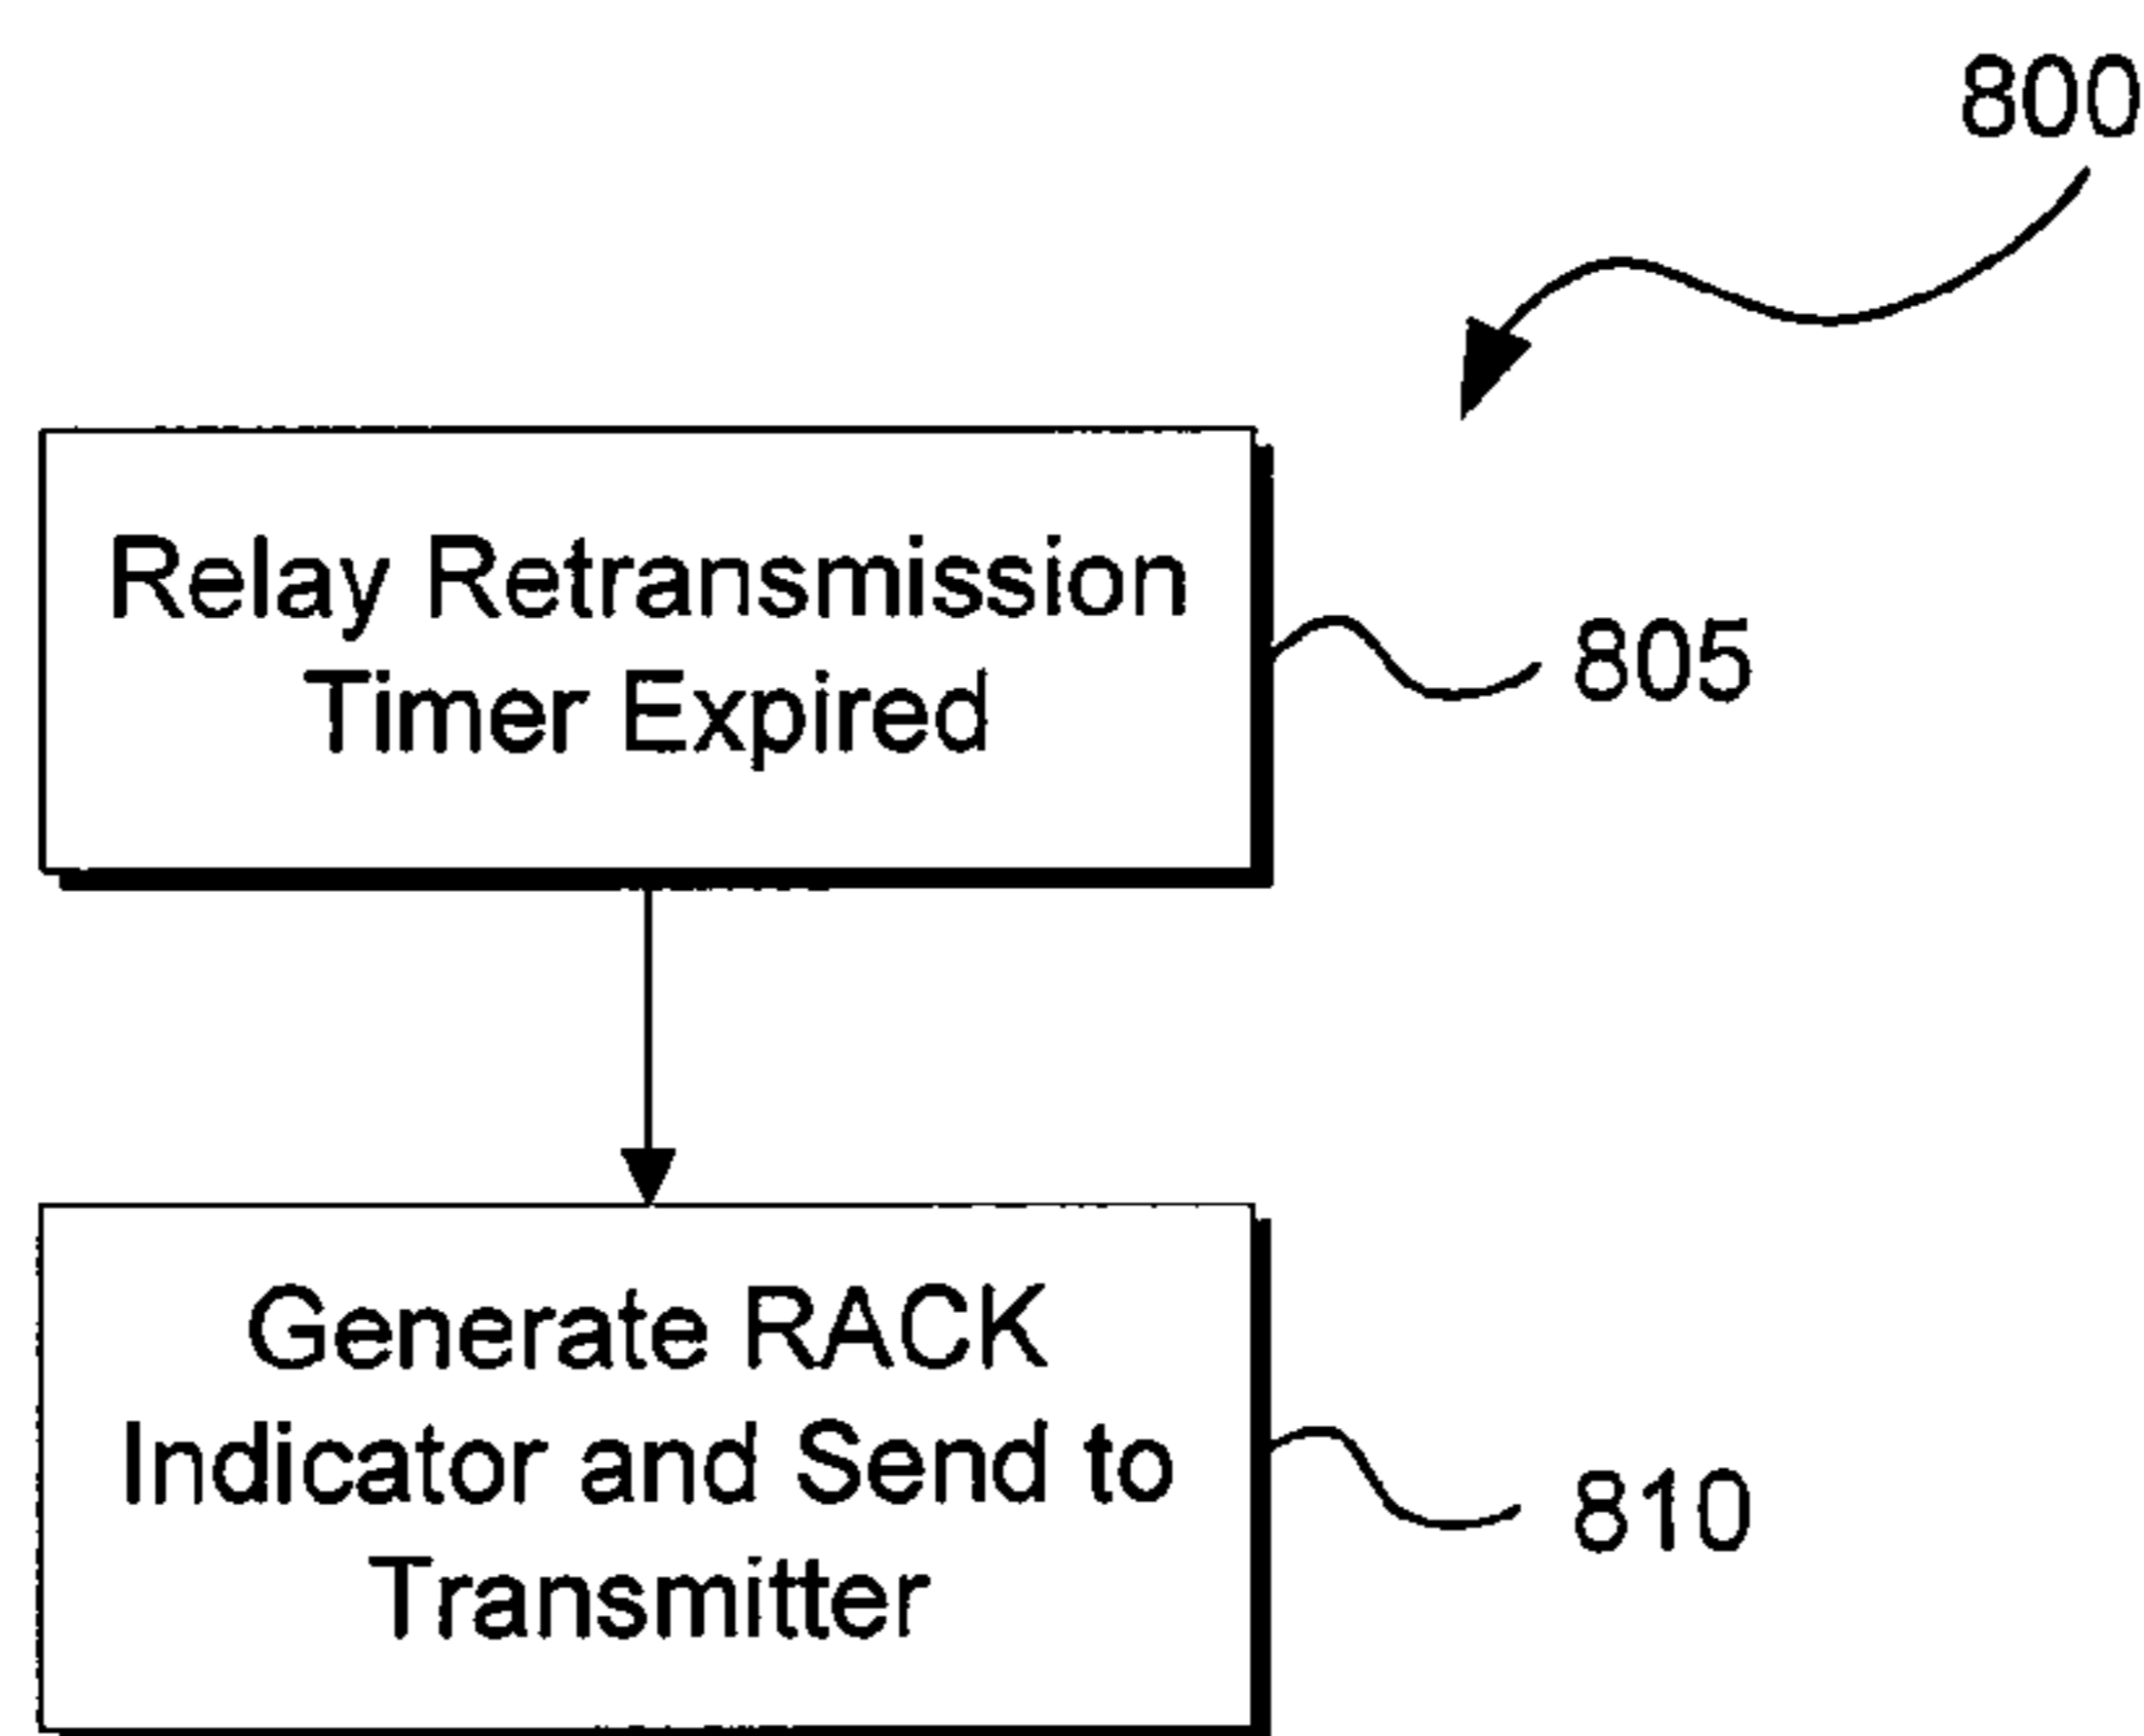 800
Relay Retransmission
Timer Expired
805
Generate RACK
Indicator and Send to
Transmitter
810